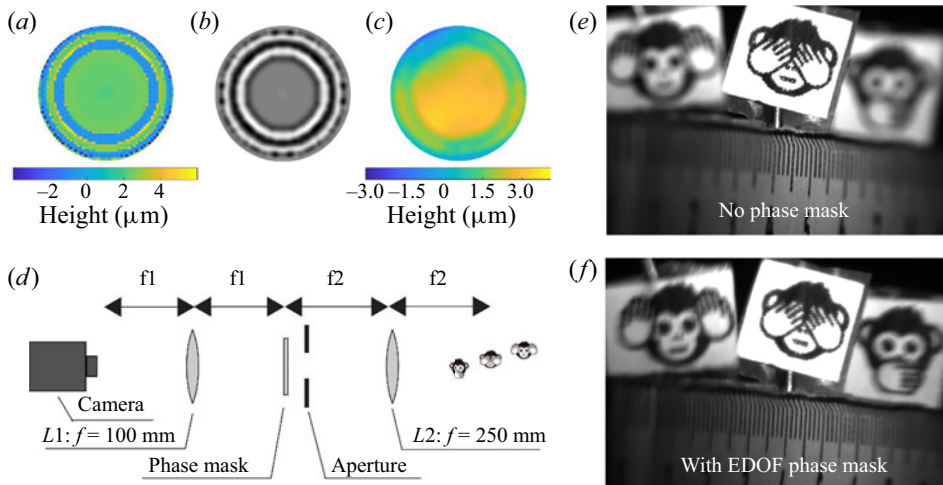 (a)
(b)
(c)
(e)
−2 0 2 4
−3.0 −1.5 0 1.5 3.0
Height (μm)
Height (μm)
No phase mask
(d)
f1 f1 f2 f2
(f)
Camera
L1: f = 100 mm
L2: f = 250 mm
Phase mask
Aperture
With EDOF phase mask